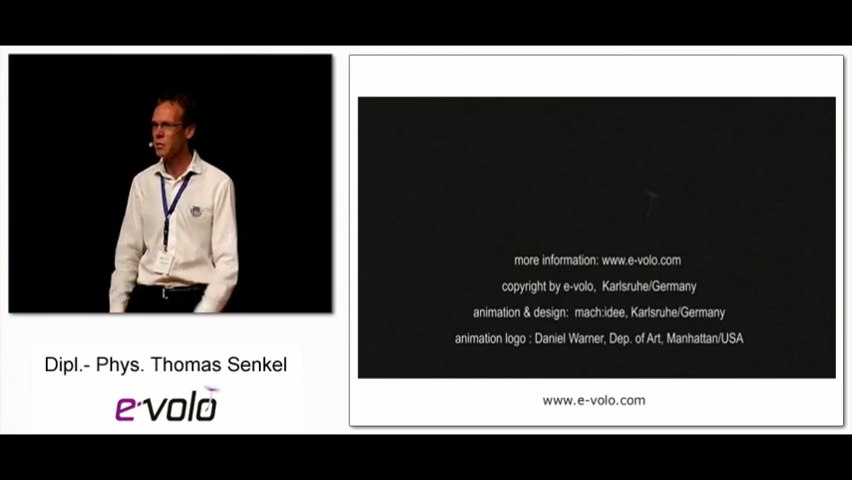 Dipl.- Phys. Thomas Senkel
e-volo
more information: www.e-volo.com
copyright by e-volo, Karlsruhe/Germany
animation & design: mach:idee, Karlsruhe/Germany
animation logo : Daniel Warner, Dep. of Art, Manhattan/USA
www.e-volo.com